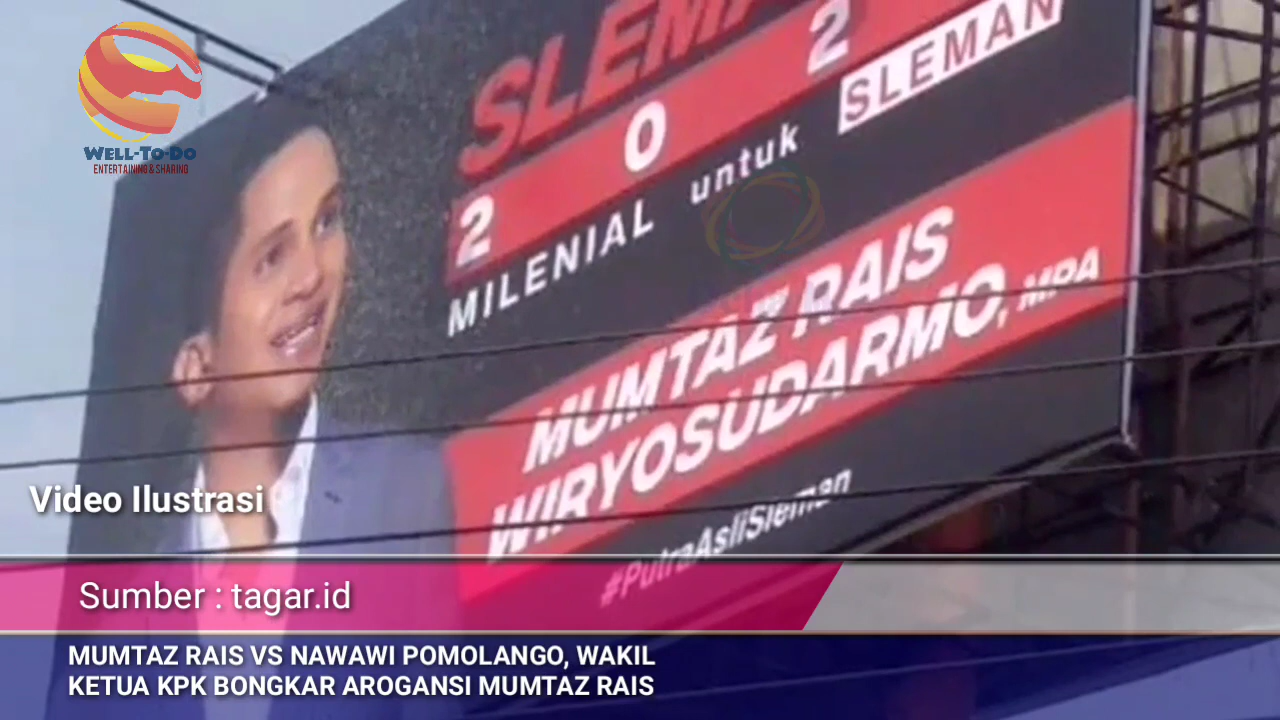 WELL-TO-DO
ENTERTAINING & SHARING
2 0 2
MILENIAL untuk SLEMAN
MUMTAZ RAIS
WIRYOSUDARMO, MPA
#PutraAsliSleman
Video Ilustrasi
Sumber : tagar.id
MUMTAZ RAIS VS NAWAWI POMOLANGO, WAKIL
KETUA KPK BONGKAR AROGANSI MUMTAZ RAIS